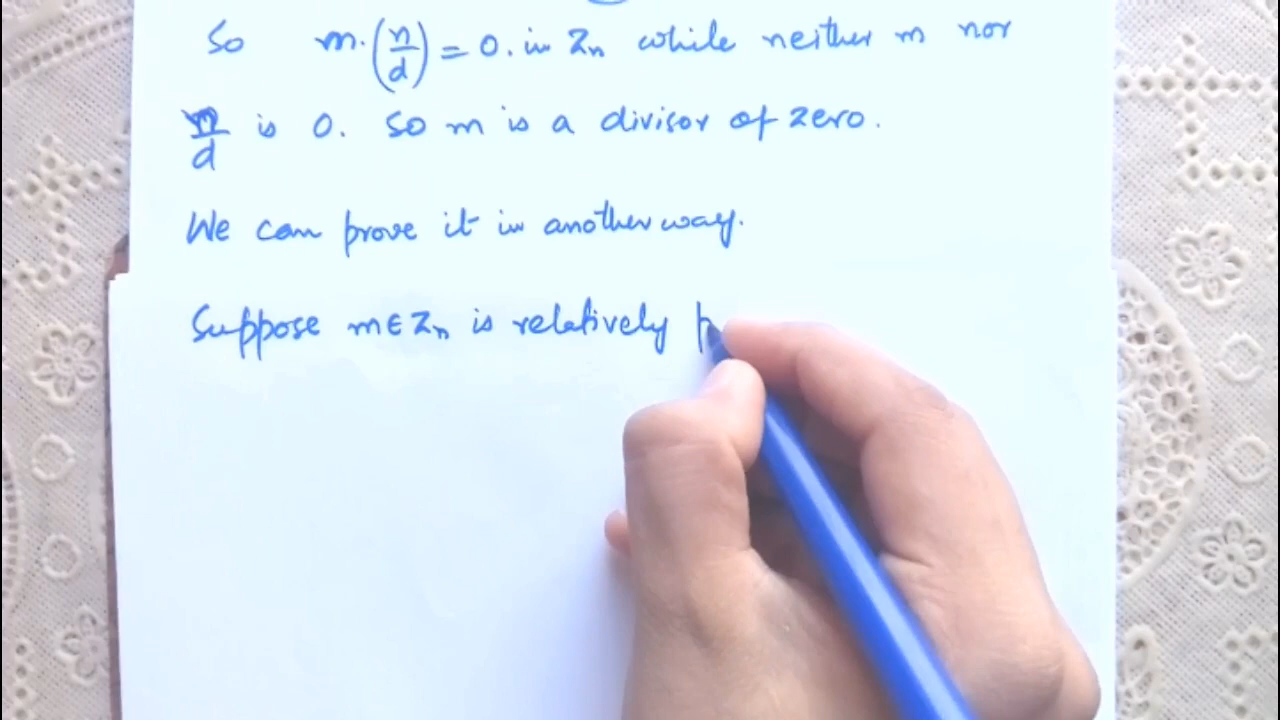 So m.(n/d) = 0. in Zn while neither m nor
n/d is 0. So m is a divisor of zero.
We can prove it in another way.
Suppose m∈Zn is relatively p